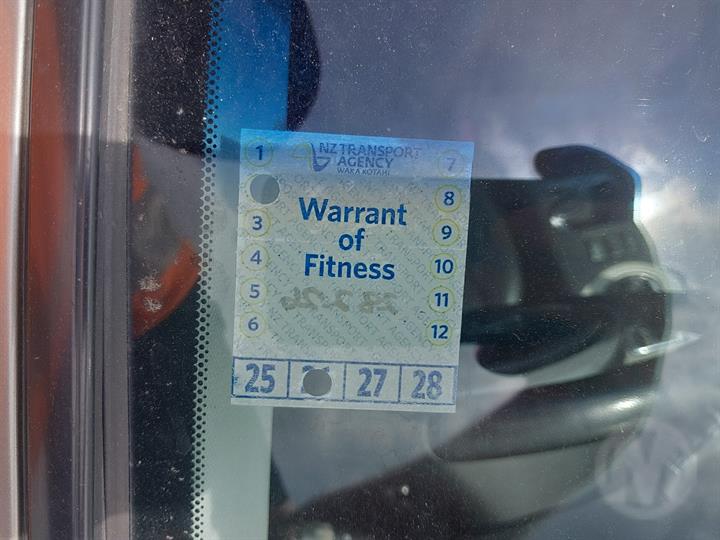 NZ TRANSPORT
AGENCY
WAKA KOTAHI
1
7
8
Warrant
of
Fitness
3
9
4
10
5
11
6
12
25
27
28